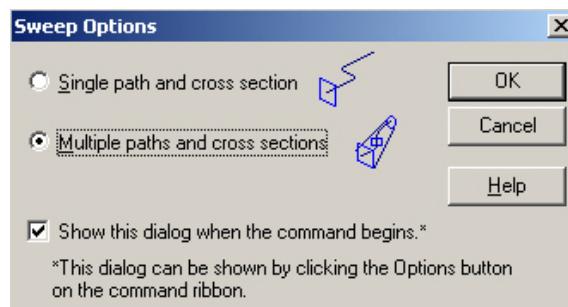 Sweep Options
Single path and cross section
OK
Multiple paths and cross sections
Cancel
Help
Show this dialog when the command begins.*
*This dialog can be shown by clicking the Options button
on the command ribbon.